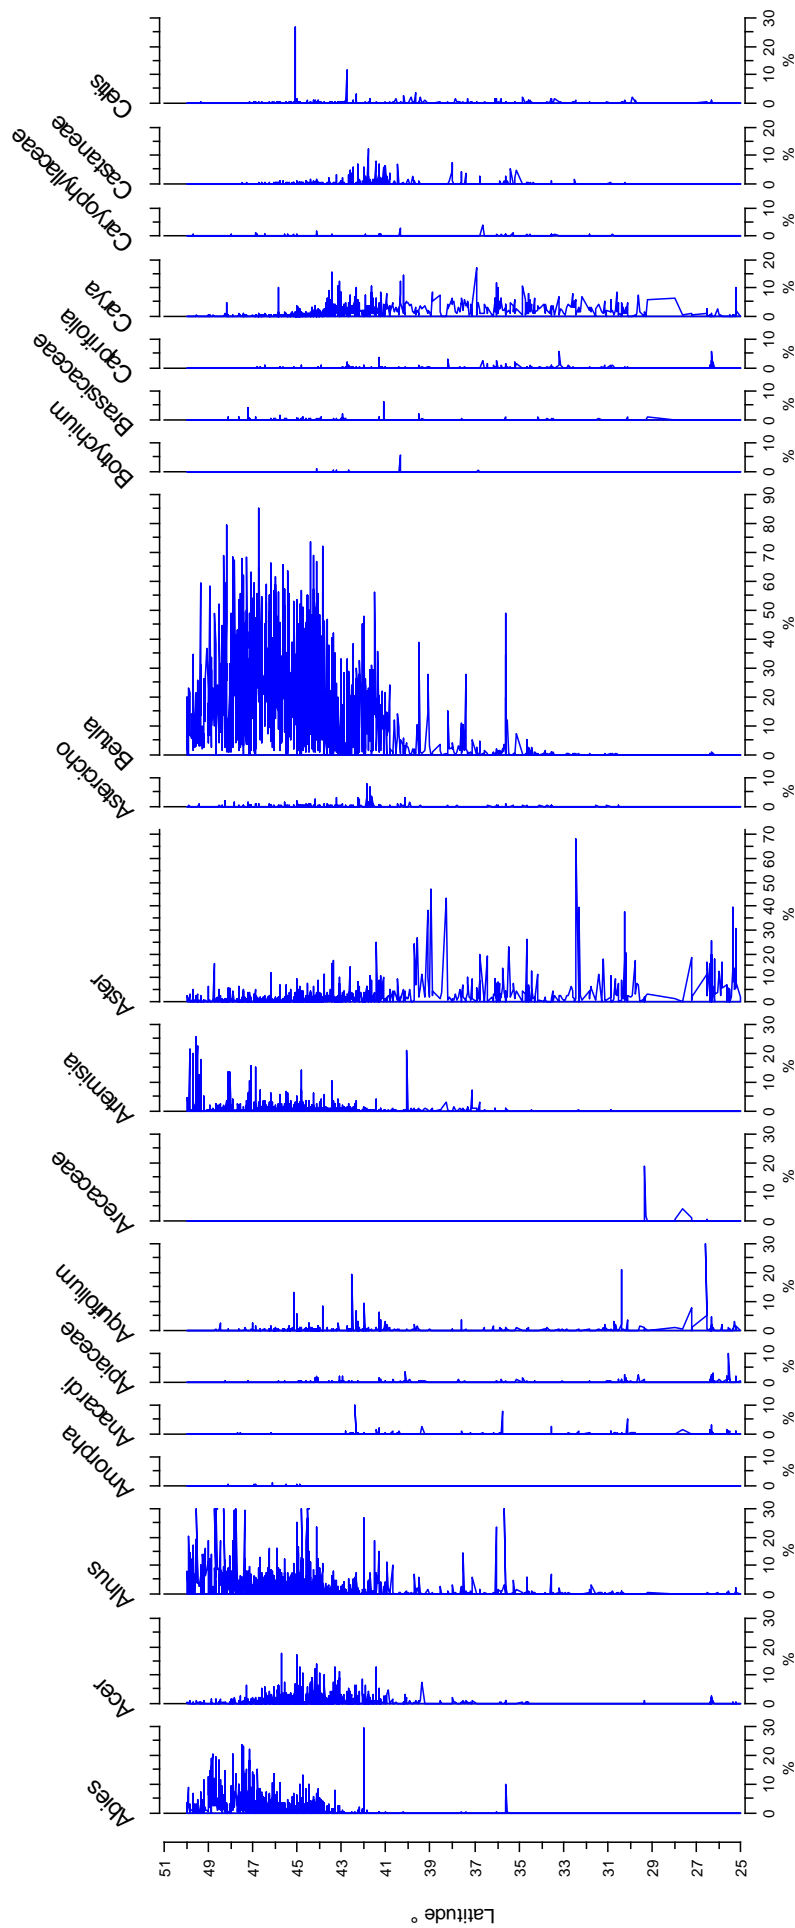 Latitude °
51 49 47 45 43 41 39 37 35 33 31 29 27 25
Abies
0 10 20 30
%
Acer
0 10 20 30
%
Alnus
0 10 20 30
%
Amorpha
0 10
%
Anacardi
0 10
%
Apiaceae
0 10
%
Aquifolium
0 10 20 30
%
Arecaceae
0 10 20 30
%
Artemisia
0 10 20 30
%
Aster
0 10 20 30 40 50 60 70
%
Astercicho
0 10
%
Betula
0 10 20 30 40 50 60 70 80 90
%
Botrychium
0 10
%
Brassicaceae
0 10
%
Caprifolia
0 10
%
Carya
0 10 20
%
Caryophyllaceae
0 10
%
Castaneae
0 10 20
%
Celtis
0 10 20 30
%